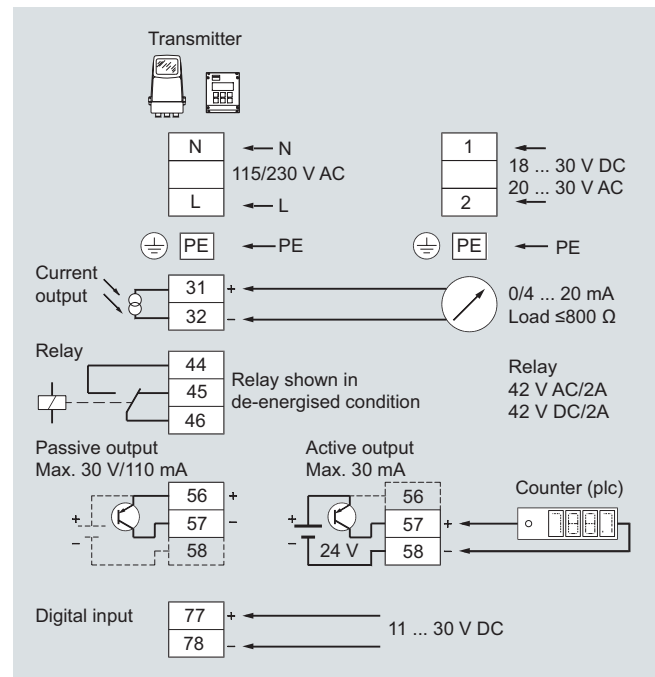 Transmitter
N
N
115/230 V AC
L
L
1
18 ... 30 V DC
20 ... 30 V AC
2
PE
PE
PE
PE
Current
output
31
+
32
–
0/4 ... 20 mA
Load ≤800 Ω
Relay
44
45
46
Relay shown in
de-energised condition
Relay
42 V AC/2A
42 V DC/2A
Passive output
Max. 30 V/110 mA
+
–
56
+
57
–
58
Active output
Max. 30 mA
+
–
24 V
56
57
+
58
–
Counter (plc)
Digital input
77
+
78
–
11 ... 30 V DC